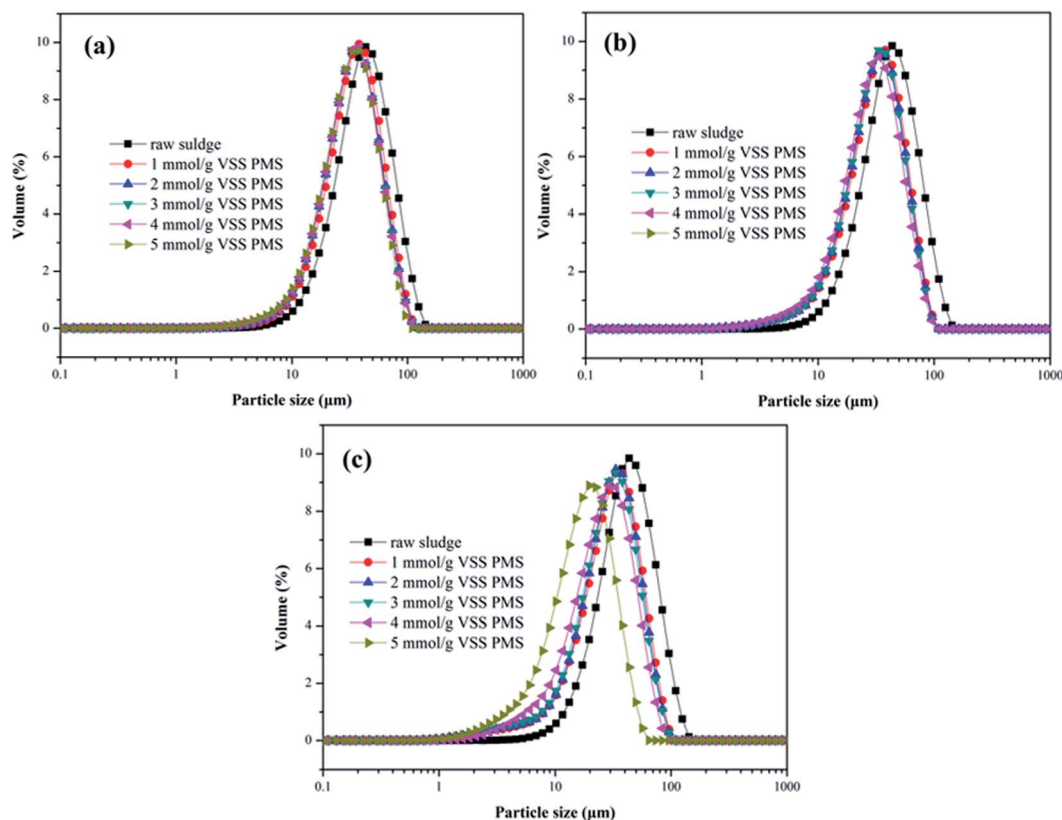 (a)
10
8
6
4
2
0
Volume (%)
raw suldge
1 mmol/g VSS PMS
2 mmol/g VSS PMS
3 mmol/g VSS PMS
4 mmol/g VSS PMS
5 mmol/g VSS PMS
0.1 1 10 100 1000
Particle size (μm)
(b)
10
8
6
4
2
0
Volume (%)
raw sludge
1 mmol/g VSS PMS
2 mmol/g VSS PMS
3 mmol/g VSS PMS
4 mmol/g VSS PMS
5 mmol/g VSS PMS
0.1 1 10 100 1000
Particle size (μm)
(c)
10
8
6
4
2
0
Volume (%)
raw sludge
1 mmol/g VSS PMS
2 mmol/g VSS PMS
3 mmol/g VSS PMS
4 mmol/g VSS PMS
5 mmol/g VSS PMS
0.1 1 10 100 1000
Particle size (μm)